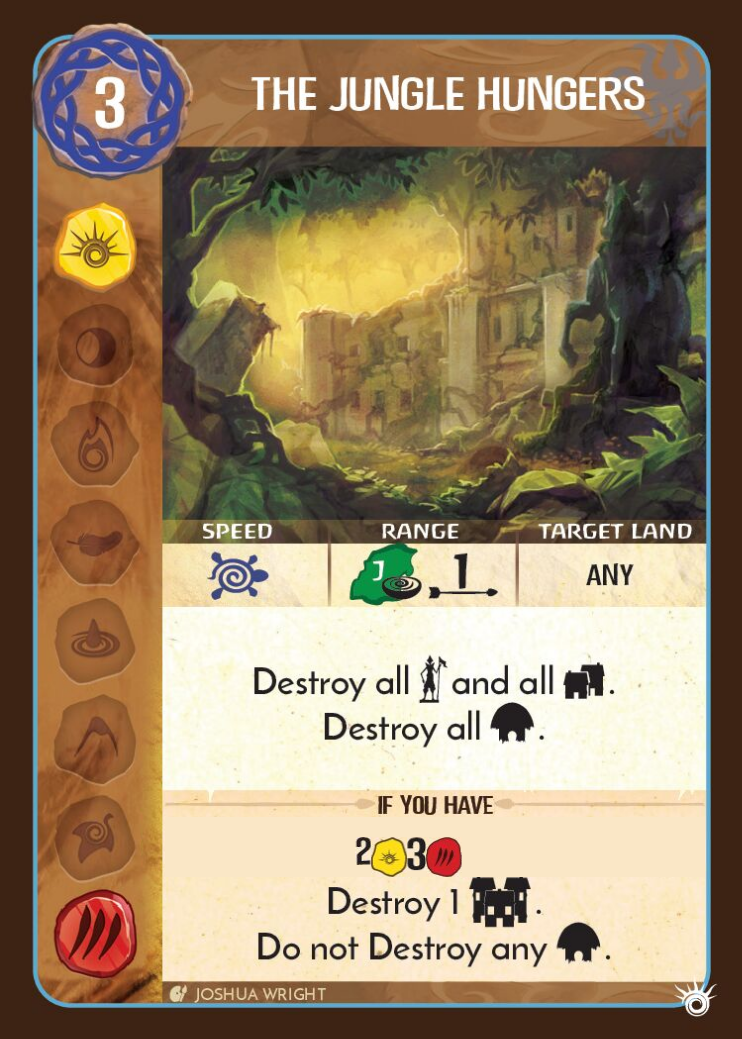 3
THE JUNGLE HUNGERS
SPEED RANGE TARGET LAND
J 1 ANY
Destroy all and all .
Destroy all .
IF YOU HAVE
2 3
Destroy 1 .
Do not Destroy any .
JOSHUA WRIGHT